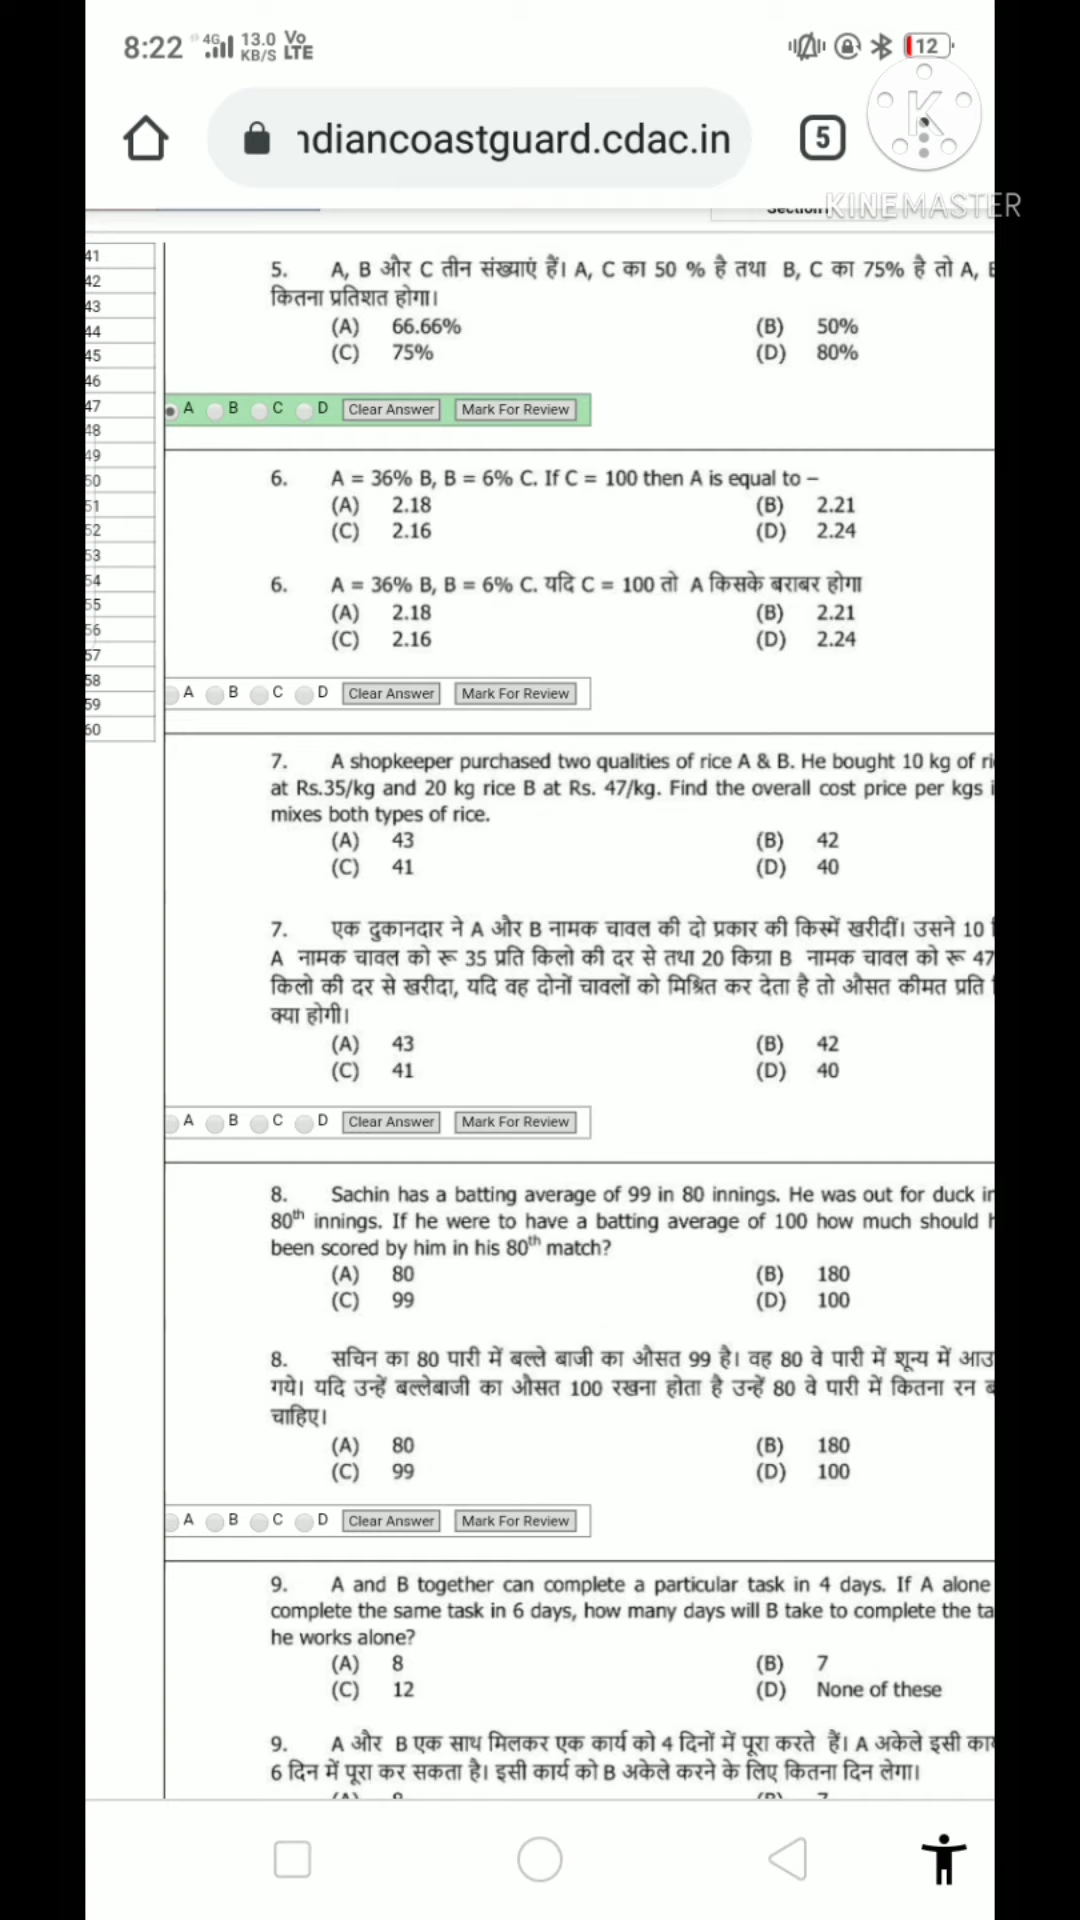 8:22 4G 13.0 KB/S Vo LTE 12
ndiancoastguard.cdac.in 5
K
KINEMASTER
41
42
43
44
45
46
47
48
49
50
51
52
53
54
55
56
57
58
59
60
5. A, B और C तीन संख्याएं हैं। A, C का 50 % है तथा B, C का 75% है तो A,
कितना प्रतिशत होगा।
(A) 66.66% (B) 50%
(C) 75% (D) 80%
A B C D Clear Answer Mark For Review
6. A = 36% B, B = 6% C. If C = 100 then A is equal to –
(A) 2.18 (B) 2.21
(C) 2.16 (D) 2.24
6. A = 36% B, B = 6% C. यदि C = 100 तो A किसके बराबर होगा
(A) 2.18 (B) 2.21
(C) 2.16 (D) 2.24
A B C D Clear Answer Mark For Review
7. A shopkeeper purchased two qualities of rice A & B. He bought 10 kg of ri
at Rs.35/kg and 20 kg rice B at Rs. 47/kg. Find the overall cost price per kgs i
mixes both types of rice.
(A) 43 (B) 42
(C) 41 (D) 40
7. एक दुकानदार ने A और B नामक चावल की दो प्रकार की किस्में खरीदीं। उसने 10
A नामक चावल को रू 35 प्रति किलो की दर से तथा 20 किग्रा B नामक चावल को रू 47
किलो की दर से खरीदा, यदि वह दोनों चावलों को मिश्रित कर देता है तो औसत कीमत प्रति
क्या होगी।
(A) 43 (B) 42
(C) 41 (D) 40
A B C D Clear Answer Mark For Review
8. Sachin has a batting average of 99 in 80 innings. He was out for duck in
80th innings. If he were to have a batting average of 100 how much should h
been scored by him in his 80th match?
(A) 80 (B) 180
(C) 99 (D) 100
8. सचिन का 80 पारी में बल्ले बाजी का औसत 99 है। वह 80 वे पारी में शून्य में आउ
गये। यदि उन्हें बल्लेबाजी का औसत 100 रखना होता है उन्हें 80 वे पारी में कितना रन ब
चाहिए।
(A) 80 (B) 180
(C) 99 (D) 100
A B C D Clear Answer Mark For Review
9. A and B together can complete a particular task in 4 days. If A alone
complete the same task in 6 days, how many days will B take to complete the ta
he works alone?
(A) 8 (B) 7
(C) 12 (D) None of these
9. A और B एक साथ मिलकर एक कार्य को 4 दिनों में पूरा करते हैं। A अकेले इसी का
6 दिन में पूरा कर सकता है। इसी कार्य को B अकेले करने के लिए कितना दिन लेगा।